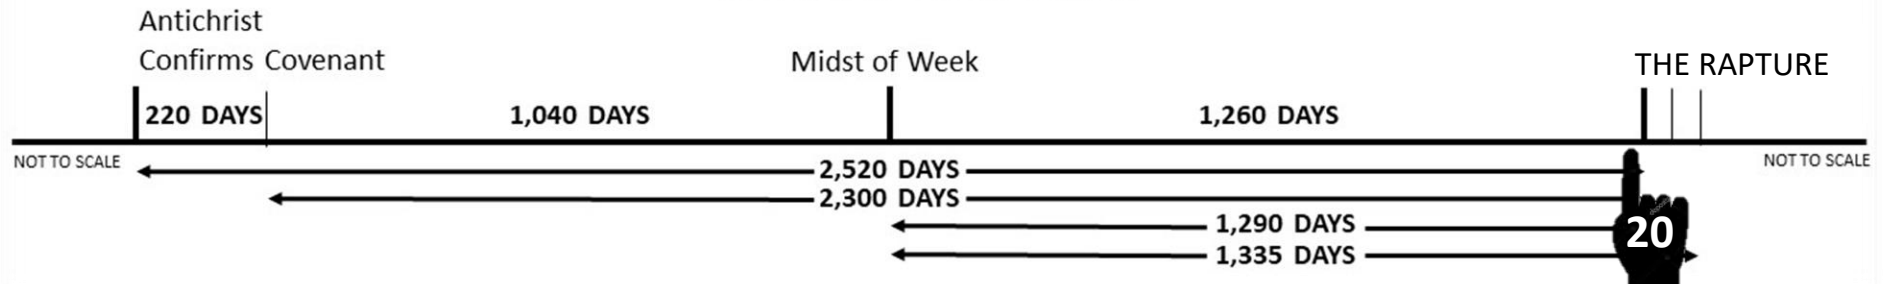 Antichrist
Confirms Covenant
Midst of Week
THE RAPTURE
220 DAYS
1,040 DAYS
1,260 DAYS
NOT TO SCALE
NOT TO SCALE
2,520 DAYS
2,300 DAYS
1,290 DAYS
20
1,335 DAYS